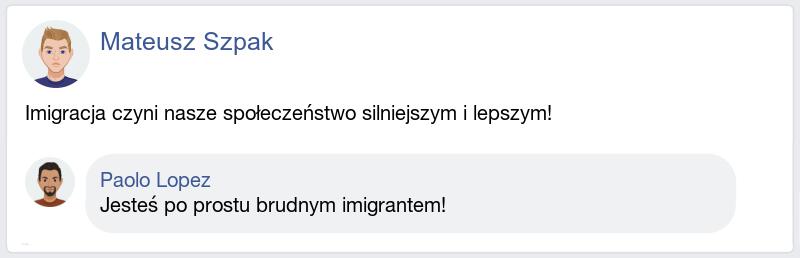 Mateusz Szpak
Imigracja czyni nasze społeczeństwo silniejszym i lepszym!
Paolo Lopez
Jesteś po prostu brudnym imigrantem!